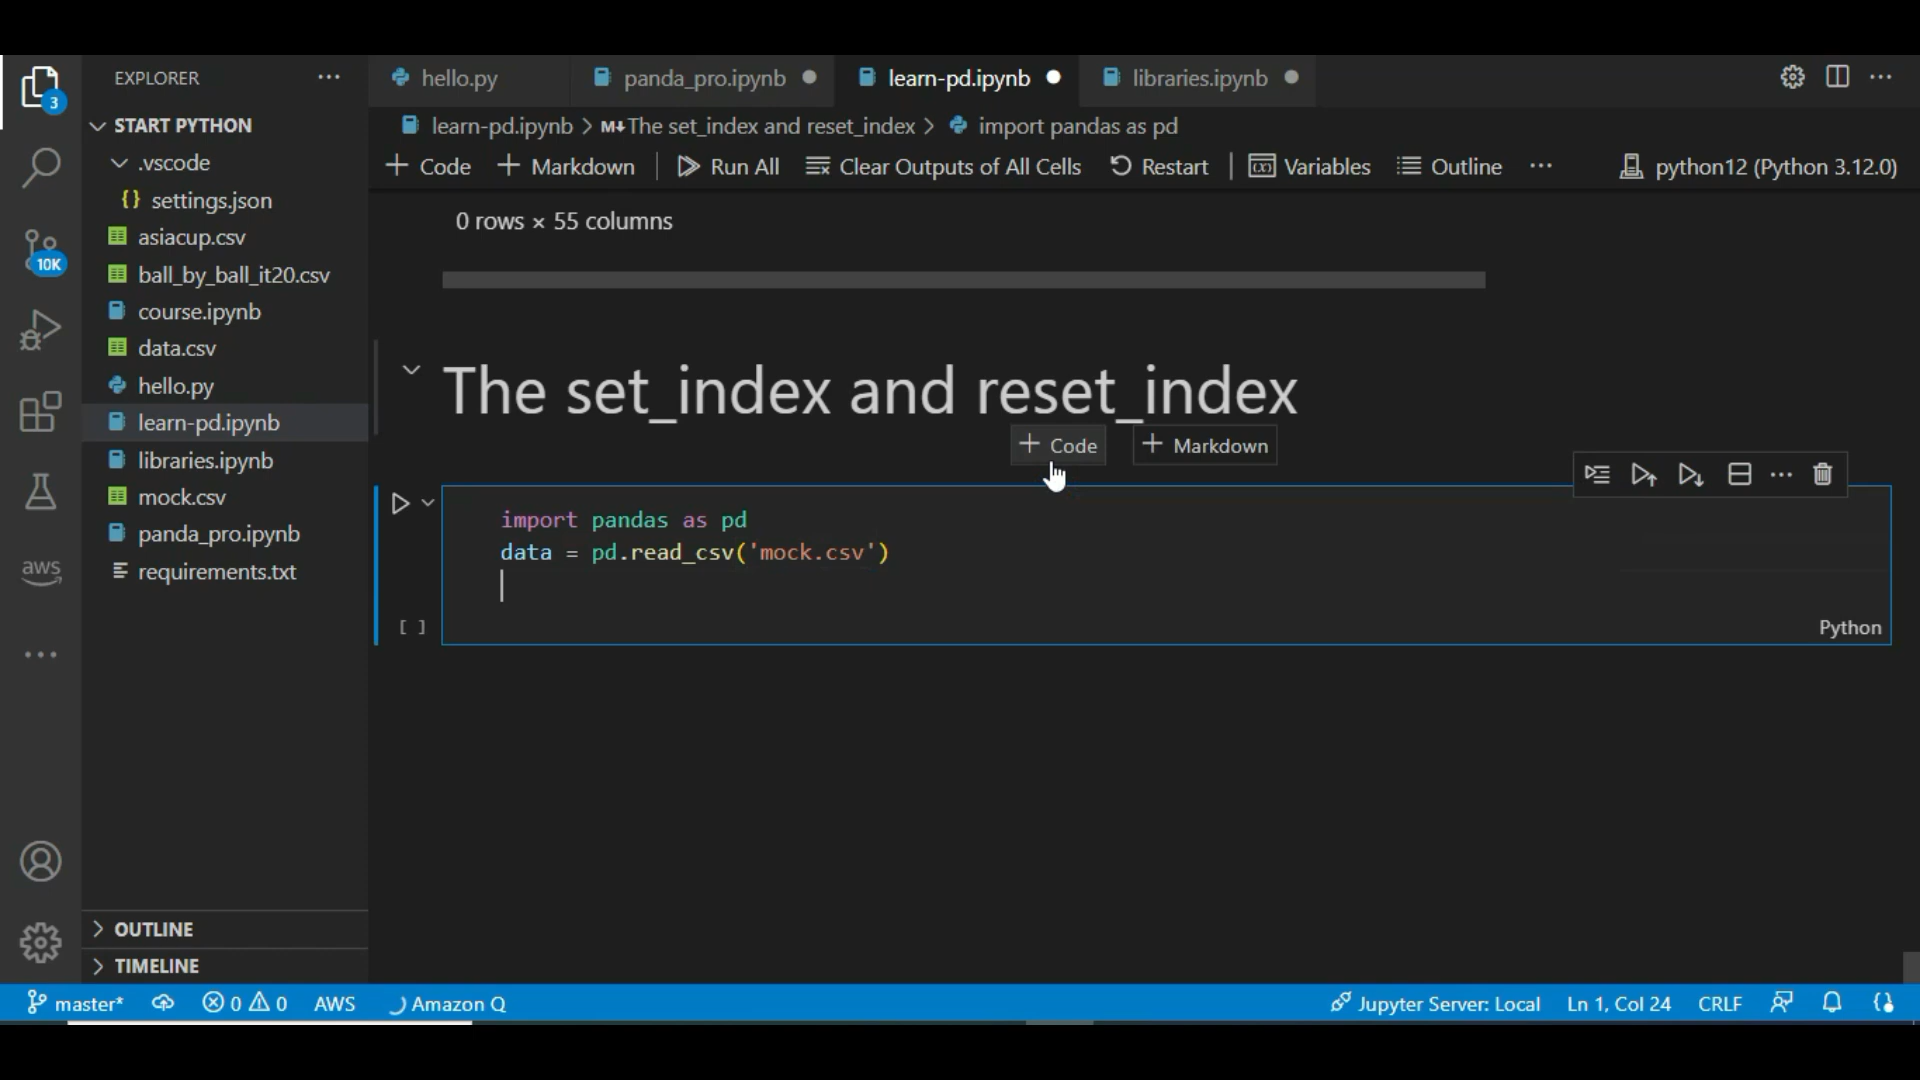 EXPLORER
3
START PYTHON
.vscode
{} settings.json
asiacup.csv
ball_by_ball_it20.csv
course.ipynb
data.csv
hello.py
learn-pd.ipynb
libraries.ipynb
mock.csv
panda_pro.ipynb
requirements.txt
10K
aws
OUTLINE
TIMELINE
hello.py
panda_pro.ipynb
learn-pd.ipynb
libraries.ipynb
learn-pd.ipynb > M↓The set_index and reset_index > import pandas as pd
+ Code + Markdown | Run All Clear Outputs of All Cells Restart | Variables Outline ··· python12 (Python 3.12.0)
0 rows × 55 columns
The set_index and reset_index
+ Code + Markdown
import pandas as pd
data = pd.read_csv('mock.csv')
[ ]
Python
master* 0 0 AWS Amazon Q Jupyter Server: Local Ln 1, Col 24 CRLF